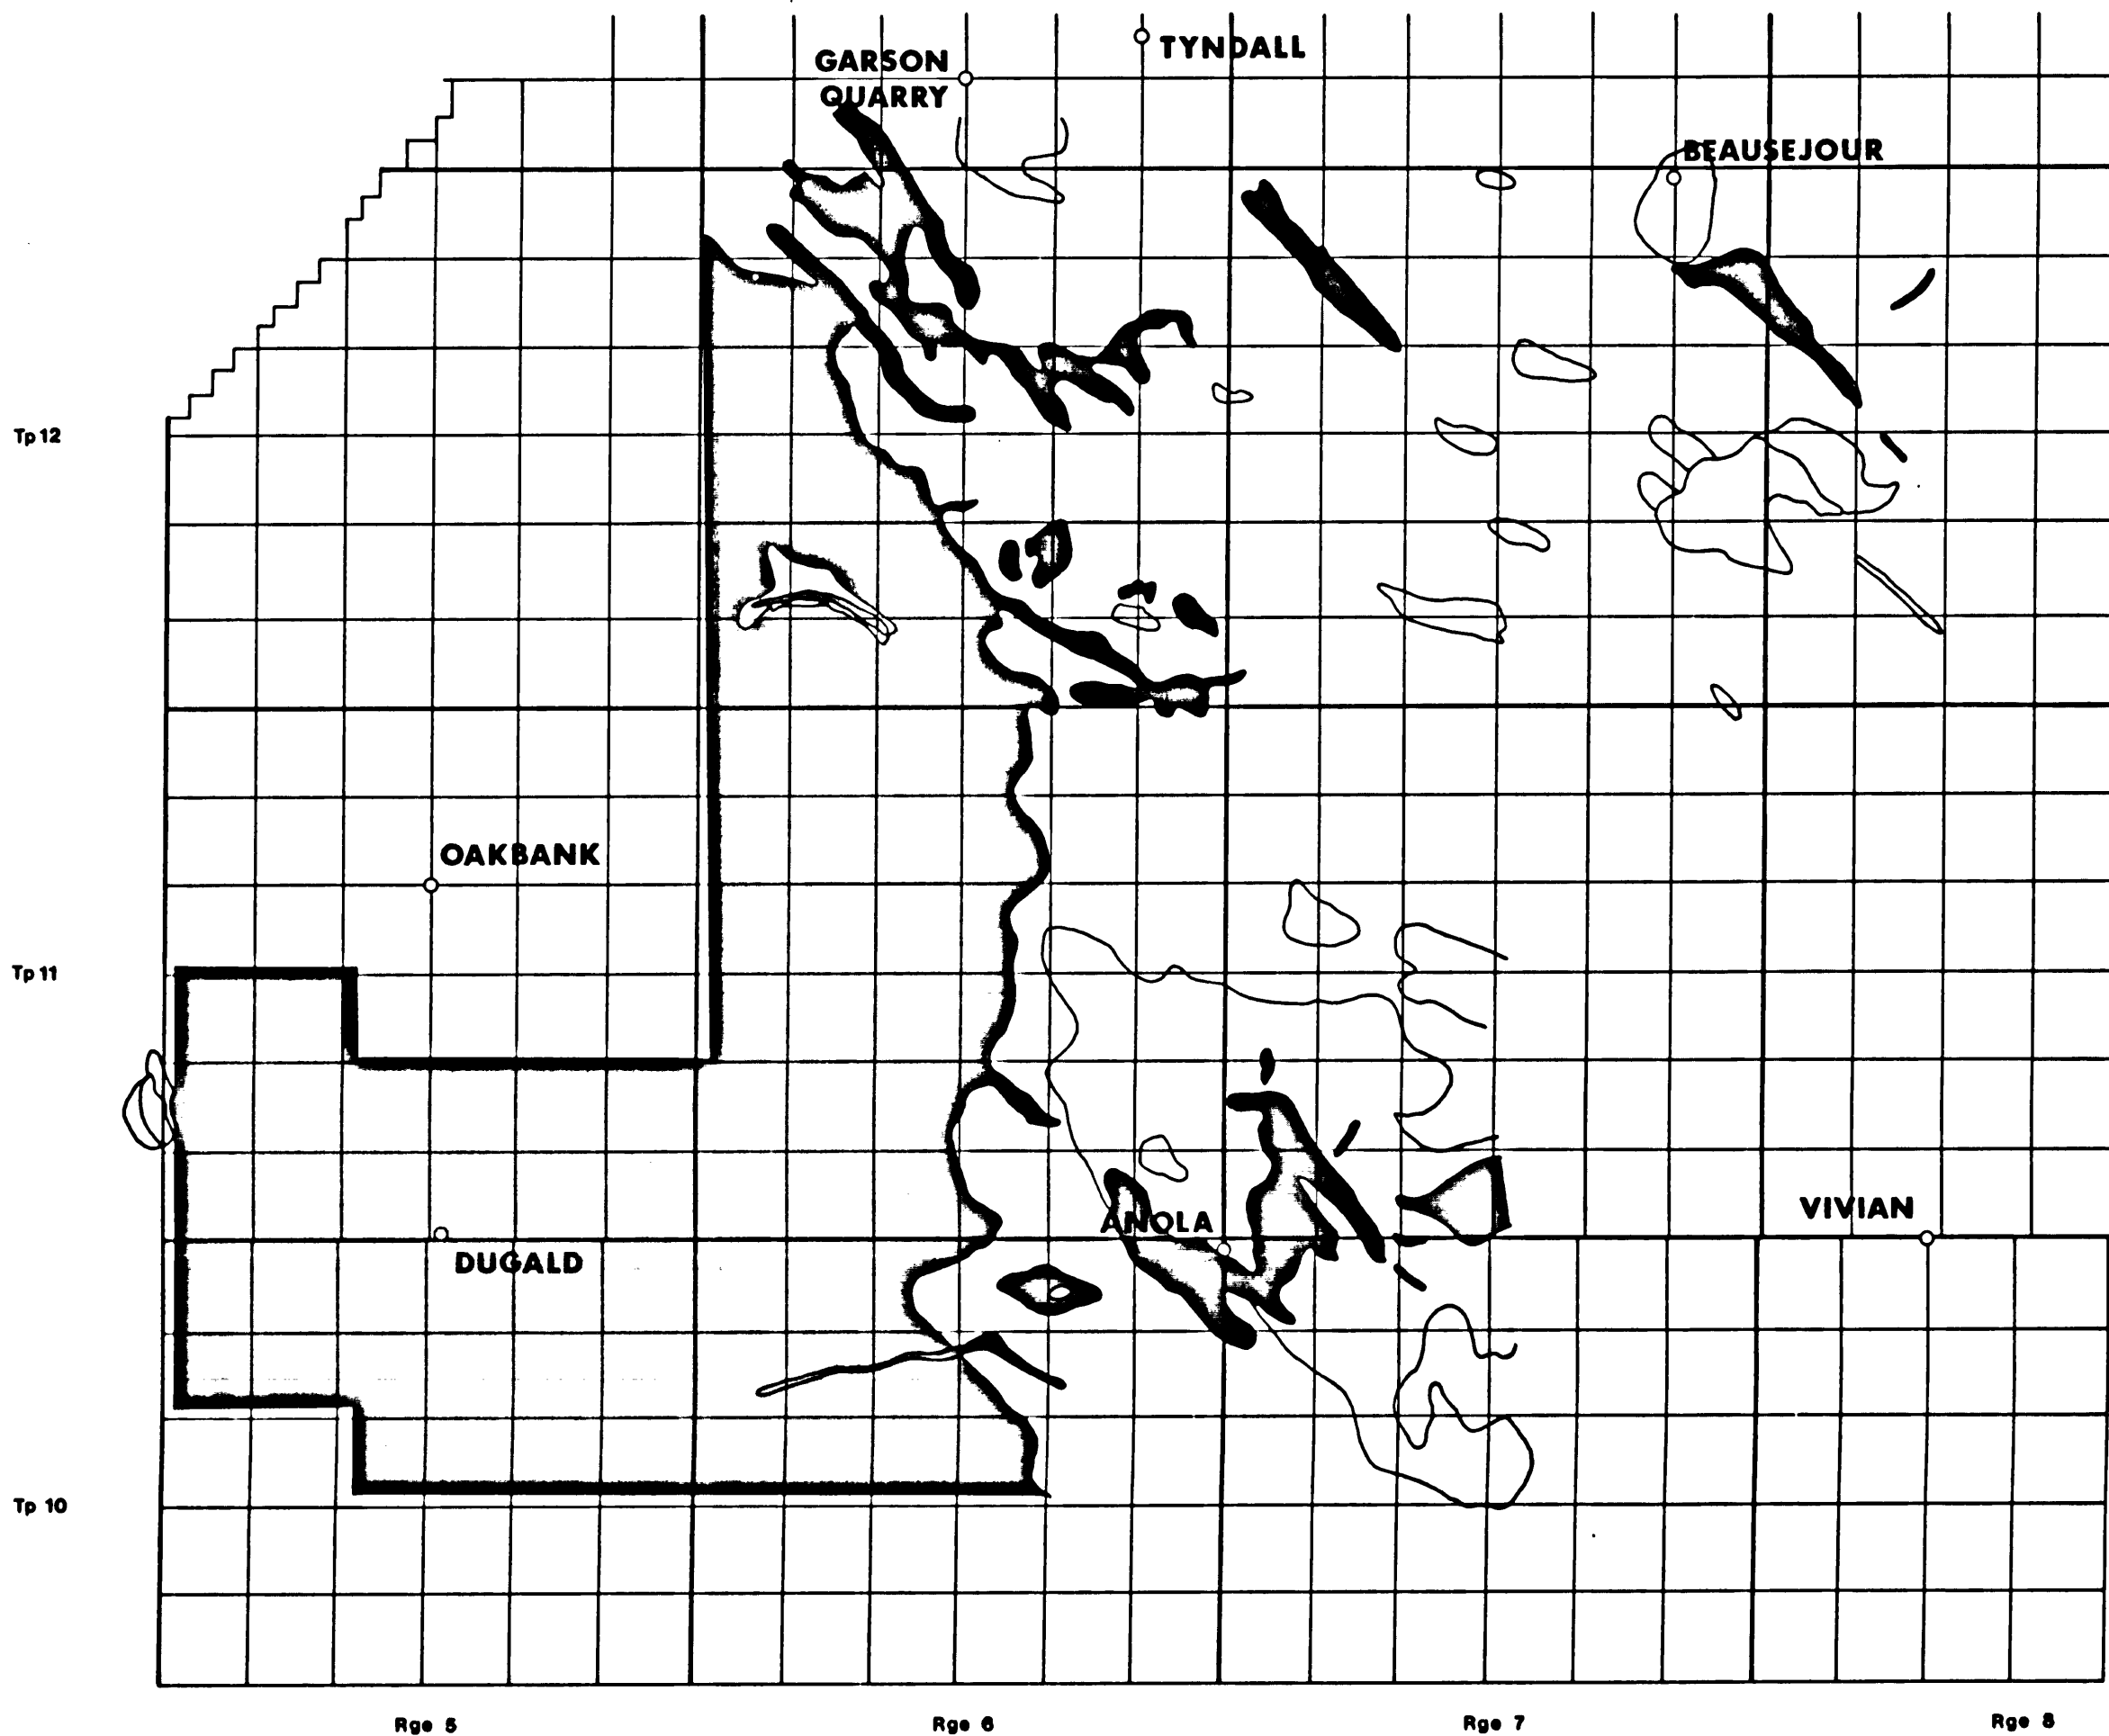 TYNDALL
GARSON
QUARRY
BEAUSEJOUR
Tp 12
OAKBANK
Tp 11
VIVIAN
ANOLA
DUGALD
Tp 10
Rge 5
Rge 6
Rge 7
Rge 8